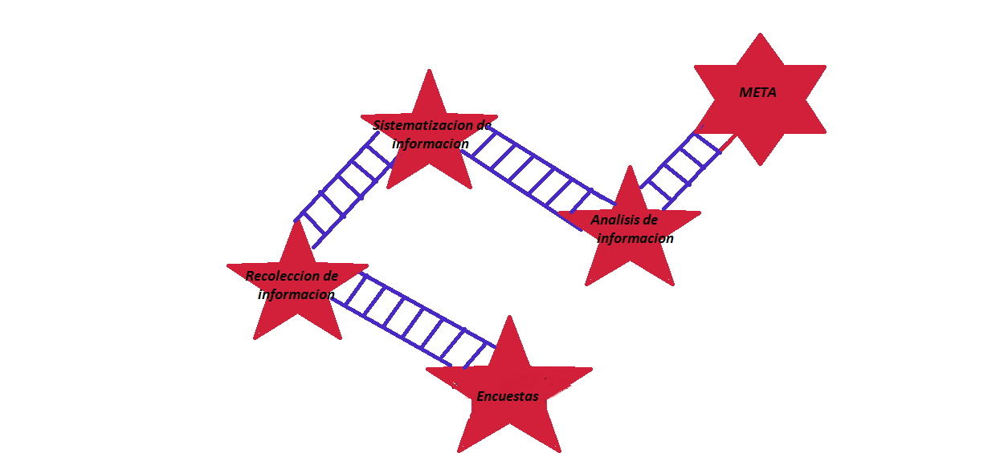 META
Sistematizacion de
informacion
Analisis de
informacion
Recoleccion de
informacion
Encuestas